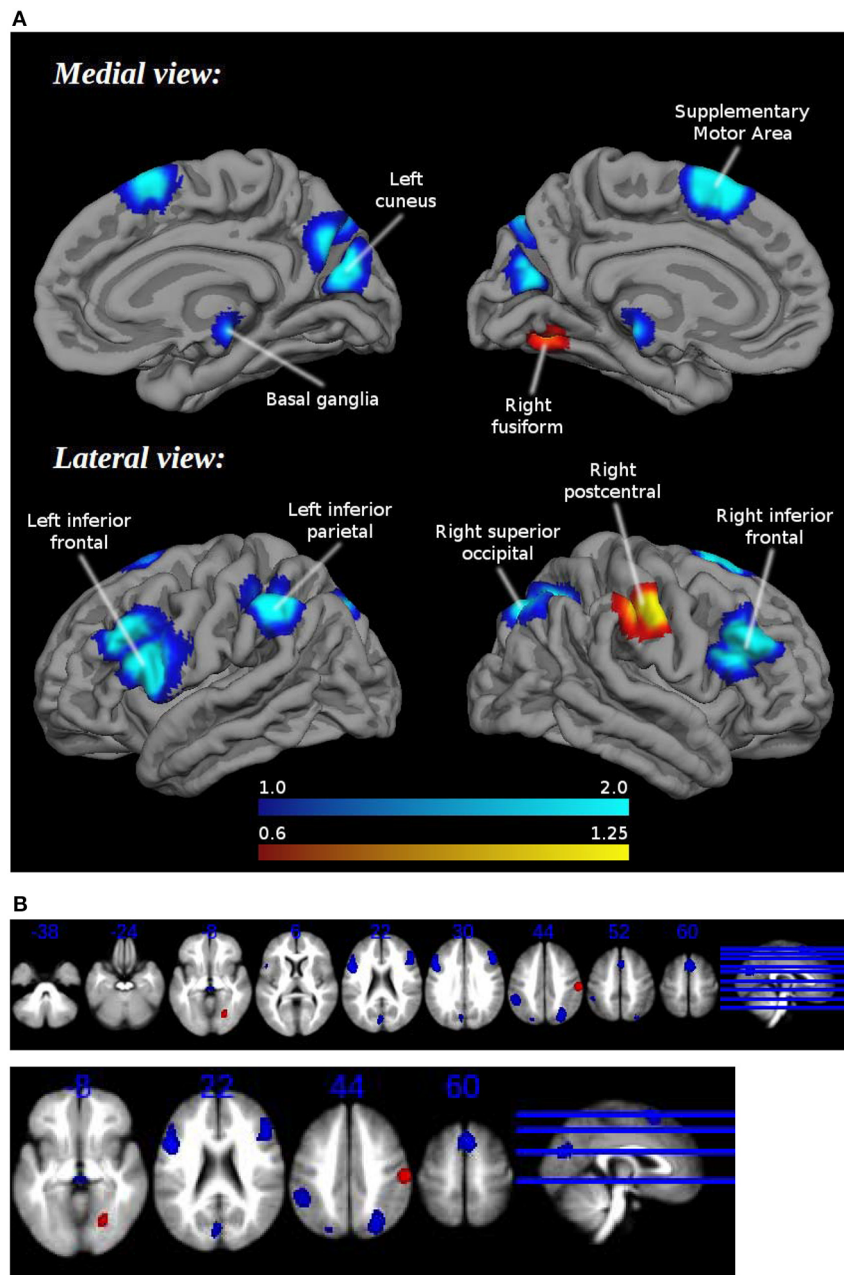 A
Medial view:
Supplementary
Motor Area
Left
cuneus
Basal ganglia
Right
fusiform
Lateral view:
Right
postcentral
Left inferior
frontal
Left inferior
parietal
Right superior
occipital
Right inferior
frontal
1.0 2.0
0.6 1.25
B
-38 -24 -8 6 22 30 44 52 60
-8 22 44 60